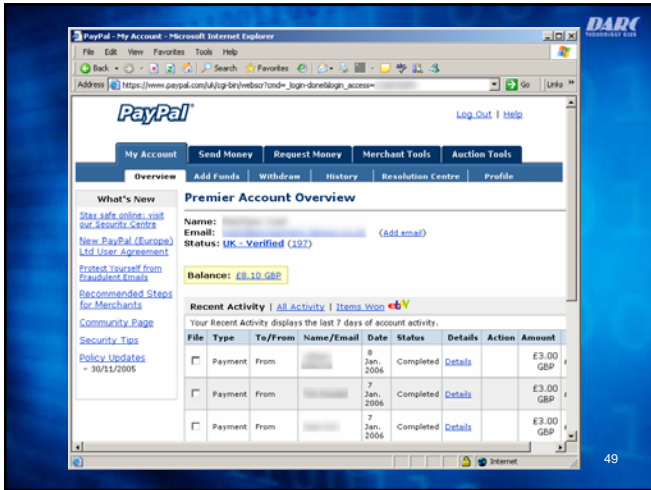 DARC
PayPal - My Account - Microsoft Internet Explorer
File Edit View Favorites Tools Help
Back Search Favorites
Address https://www.paypal.com/uk/cgi-bin/webscr?cmd=_login-done&login_access= Go Links »
PayPal
Log Out | Help
My Account Send Money Request Money Merchant Tools Auction Tools
Overview Add Funds Withdraw History Resolution Centre Profile
What's New
Stay safe online: visit
our Security Centre
New PayPal (Europe)
Ltd User Agreement
Protect Yourself from
Fraudulent Emails
Recommended Steps
for Merchants
Community Page
Security Tips
Policy Updates
- 30/11/2005
Premier Account Overview
Name:
Email: (Add email)
Status: UK - Verified (197)
Balance: £8.10 GBP
Recent Activity | All Activity | Items Won ebY
Your Recent Activity displays the last 7 days of account activity.
File Type To/From Name/Email Date Status Details Action Amount
Payment From 8 Jan. 2006 Completed Details £3.00 GBP
Payment From 7 Jan. 2006 Completed Details £3.00 GBP
Payment From 7 Jan. 2006 Completed Details £3.00 GBP
Internet
49